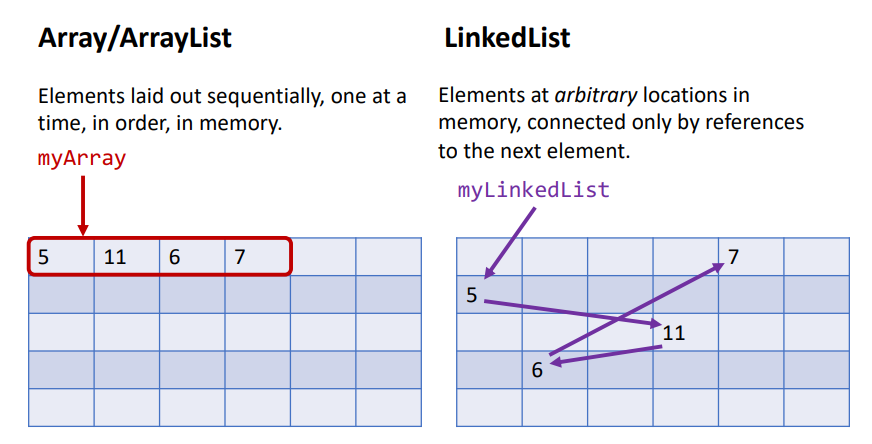 Array/ArrayList
Elements laid out sequentially, one at a
time, in order, in memory.
myArray
5 11 6 7
LinkedList
Elements at arbitrary locations in
memory, connected only by references
to the next element.
myLinkedList
7
5
11
6